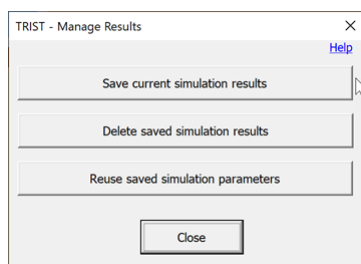 TRIST - Manage Results
Help
Save current simulation results
Delete saved simulation results
Reuse saved simulation parameters
Close